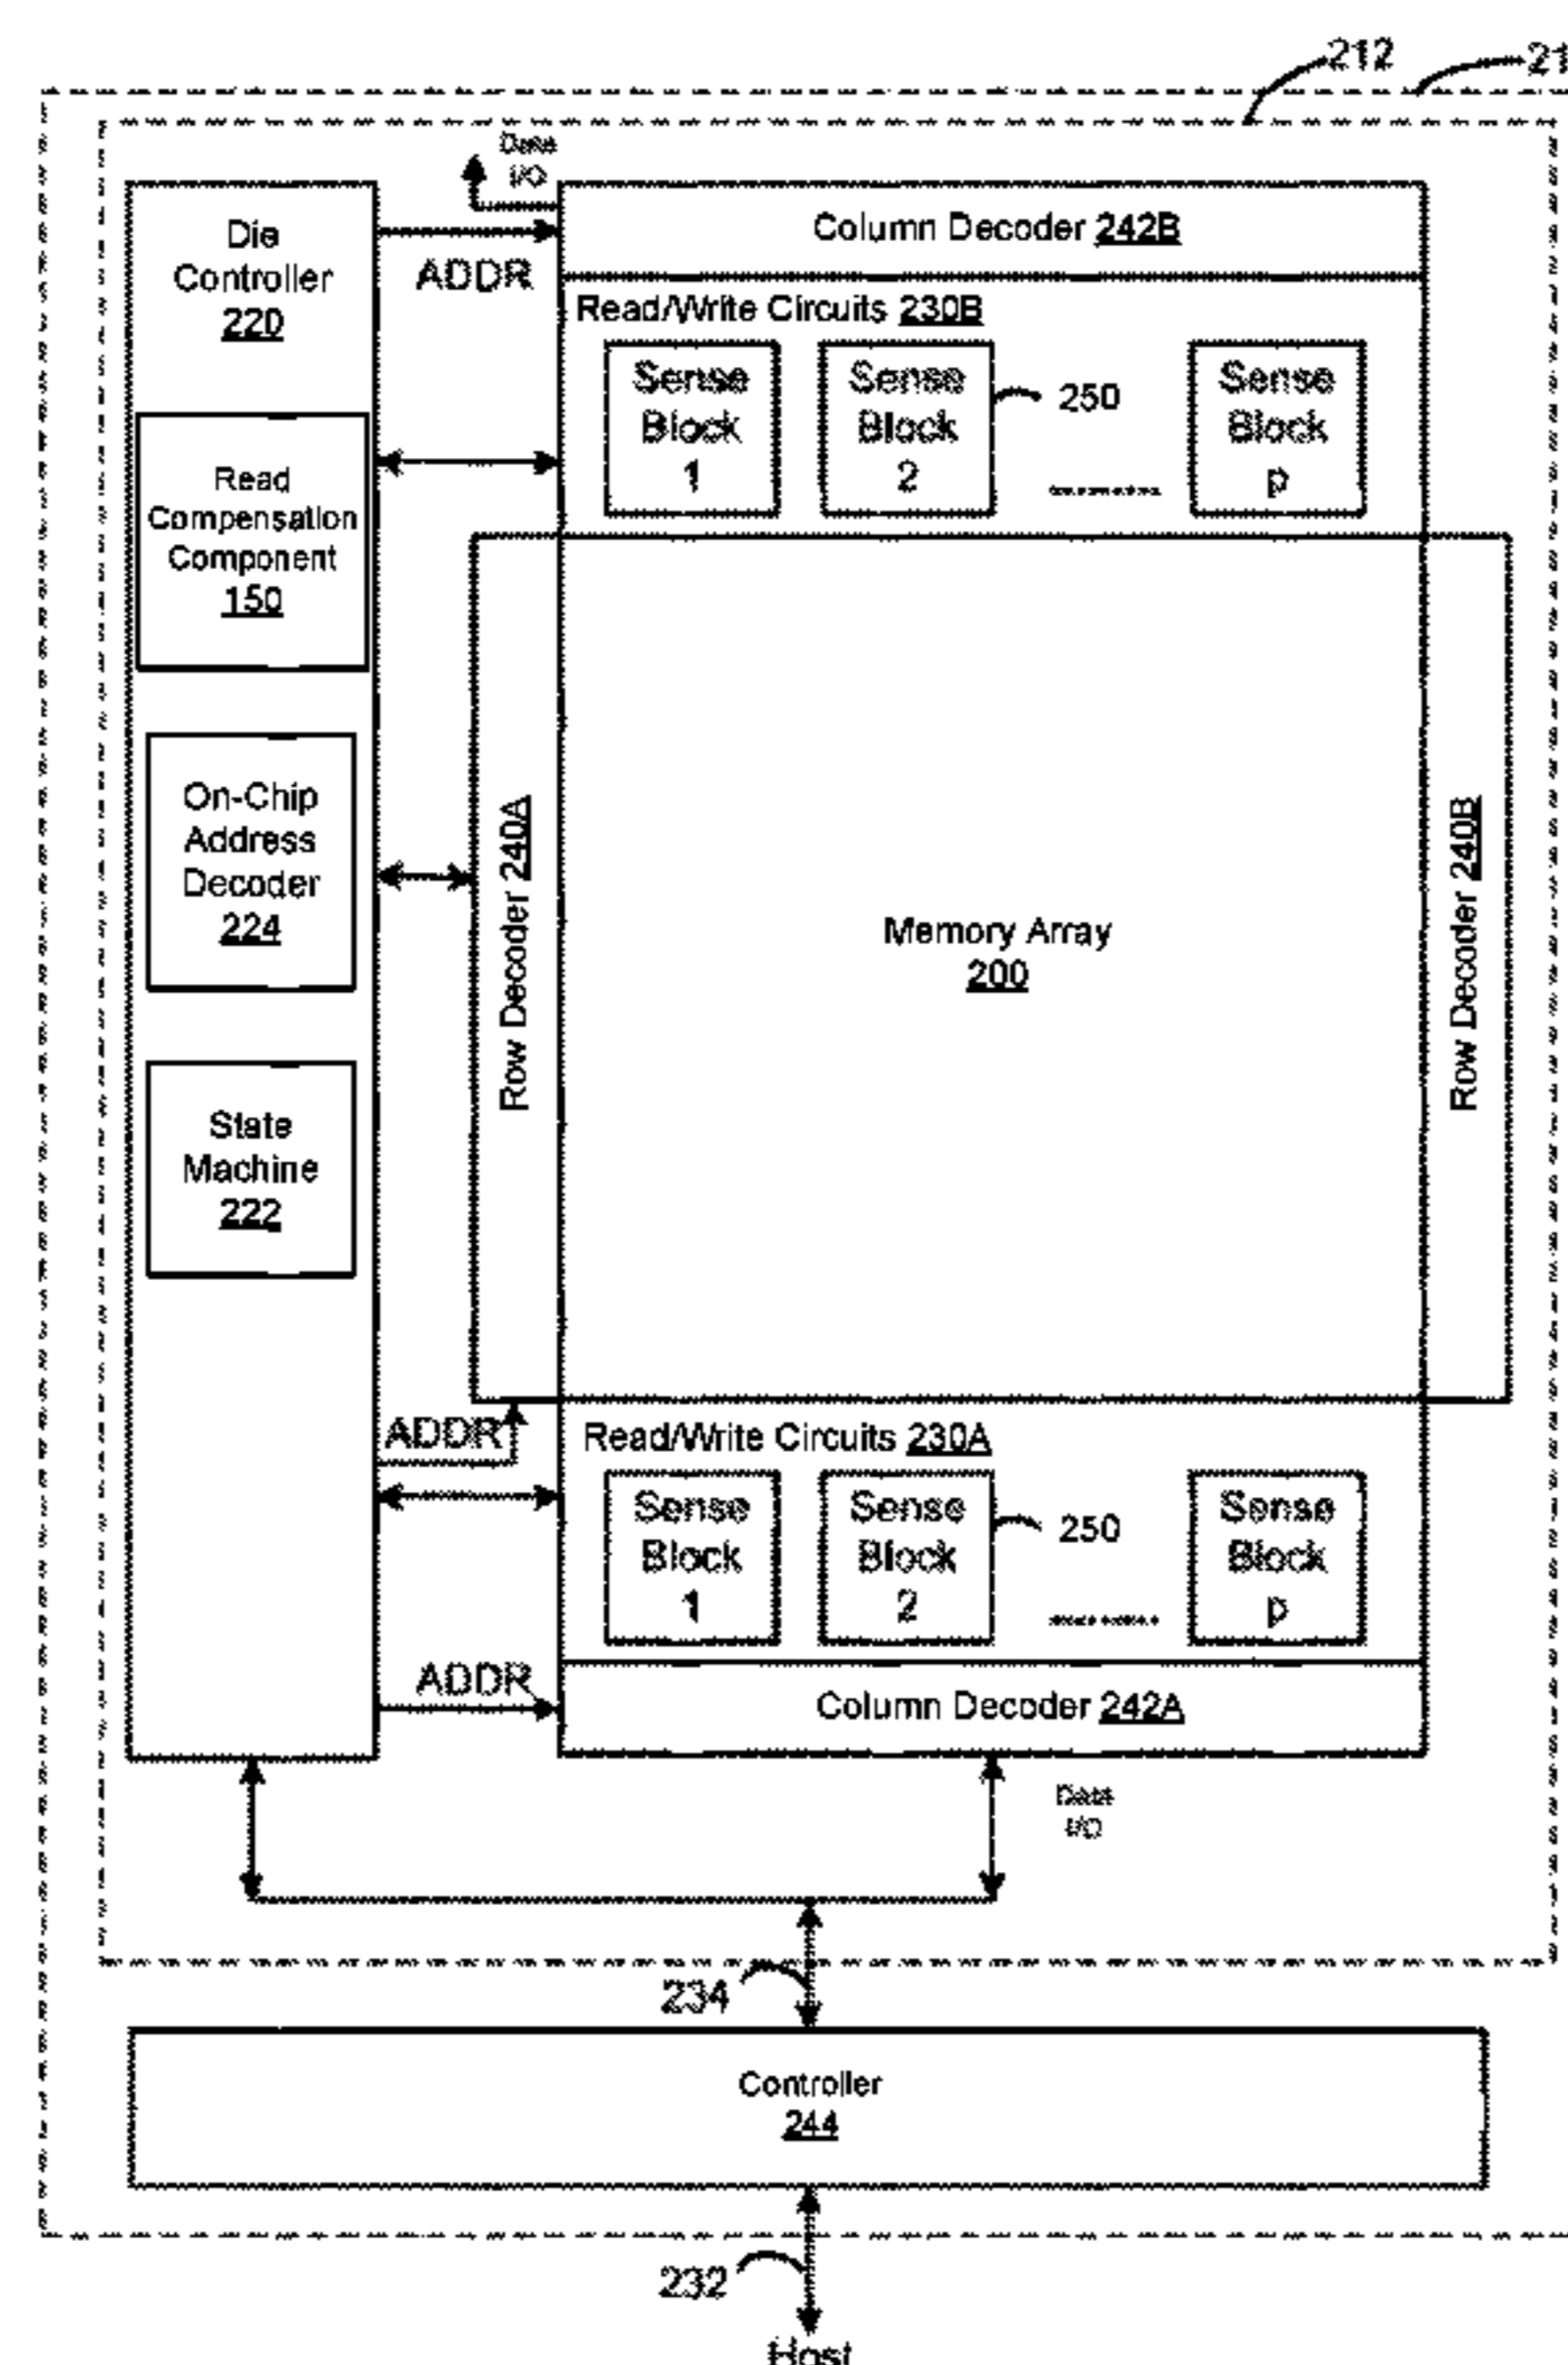 212
21
Data
I/O
Die
Controller
220
ADDR
Column Decoder 242B
Read/Write Circuits 230B
Sense
Block
1
Sense
Block
2
250
Sense
Block
p
Read
Compensation
Component
150
On-Chip
Address
Decoder
224
State
Machine
222
Row Decoder 240A
Memory Array
200
Row Decoder 240B
ADDR
Read/Write Circuits 230A
Sense
Block
1
Sense
Block
2
250
Sense
Block
p
ADDR
Column Decoder 242A
Data
I/O
234
Controller
244
232
Host